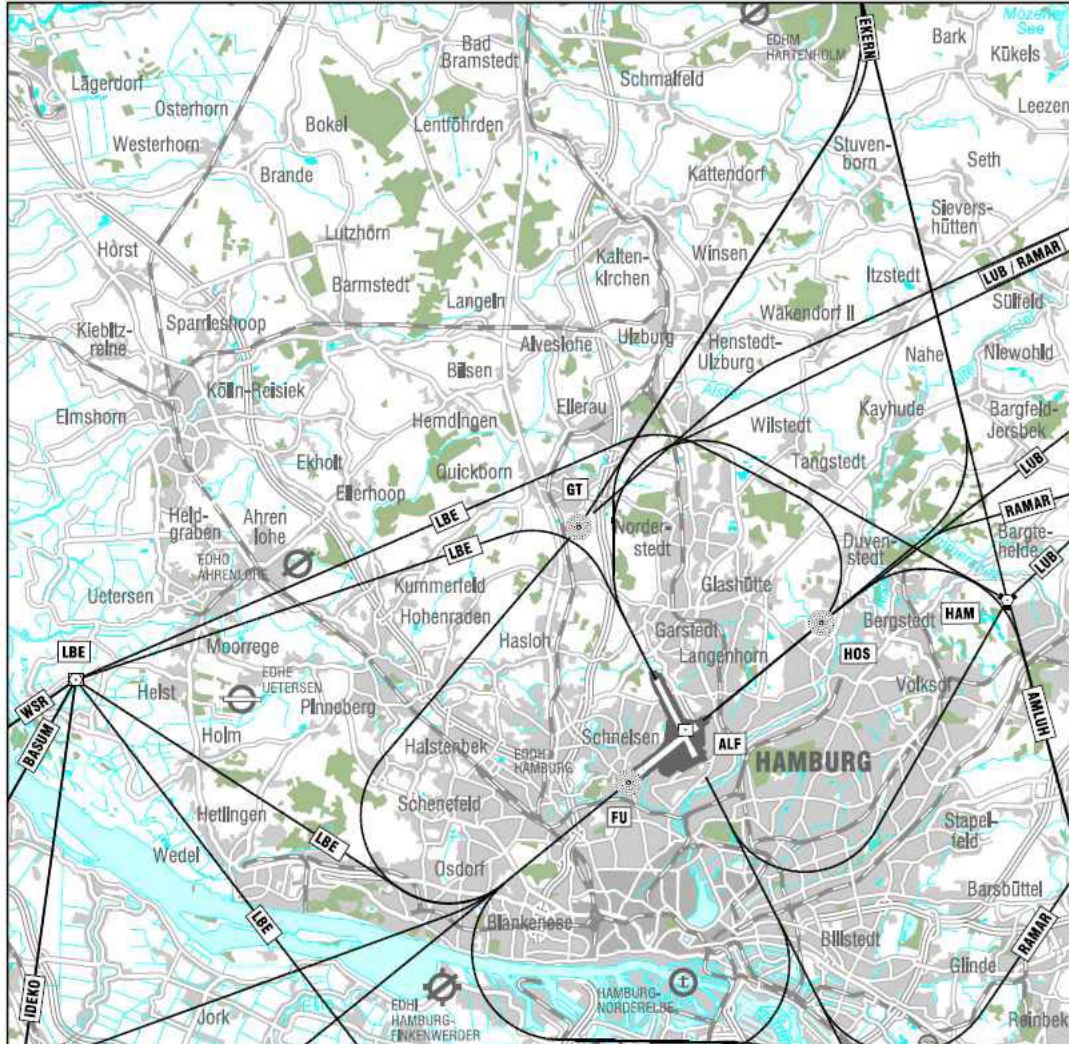 Mözener
See
EDHM
HARTENHOLM
EKERN
Bark
Kükels
Bad
Bramstedt
Schmalfeld
Lägerdorf
Leezen
Osterhorn
Bokel
Lentföhrden
Westerhorn
Stuven-
born
Seth
Brande
Kattendorf
Sievers-
hütten
Lutzhorn
Horst
Kalten-
kirchen
Winsen
LUB / RAMAR
Itzstedt
Barmstedt
Langeln
Sülfeld
Sparrieshoop
Wakendorf II
Kiebitz-
reihe
Alveslohe
Ulzburg
Henstedt-
Ulzburg
Nahe
Niewohld
Bilsen
Kölln-Reisiek
Ellerau
Kayhude
Bargfeld-
Jersbek
Elmshorn
Hemdingen
Wilstedt
Ekholt
Quickborn
Tangstedt
LUB
Ellerhoop
GT
RAMAR
LBE
Heid-
graben
Ahren
lohe
Norder-
stedt
Duven-
stedt
Bargte-
heide
LBE
EDHO
AHRENLOHE
LUB
Kummerfeld
Glashütte
Uetersen
Hohenraden
HAM
Bergstedt
Garstedt
Moorrege
Hasloh
LBE
Langenhorn
HOS
EDHE
UETERSEN
Heist
Volksdf
WSR
Pinneberg
AMLUH
BASUM
Holm
Schnelsen
ALF
Halstenbek
EDDH
HAMBURG
HAMBURG
Schenefeld
Hetlingen
FU
Stapel-
feld
LBE
Wedel
Osdorf
Barsbüttel
LBE
Blankenese
Billstedt
RAMAR
Glinde
IDEKO
HAMBURG-
NORDERELBE
Jork
EDHI
HAMBURG-
FINKENWERDER
Reinbek